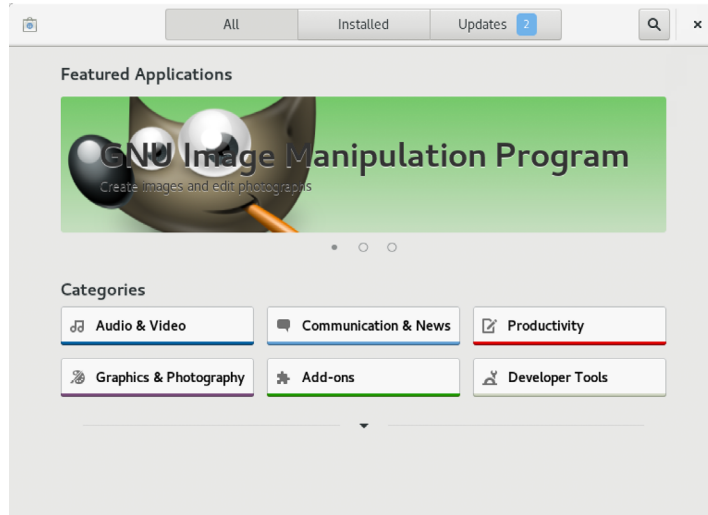 All
Installed
Updates 2
Featured Applications
GNU Image Manipulation Program
Create images and edit photographs
Categories
Audio & Video
Communication & News
Productivity
Graphics & Photography
Add-ons
Developer Tools